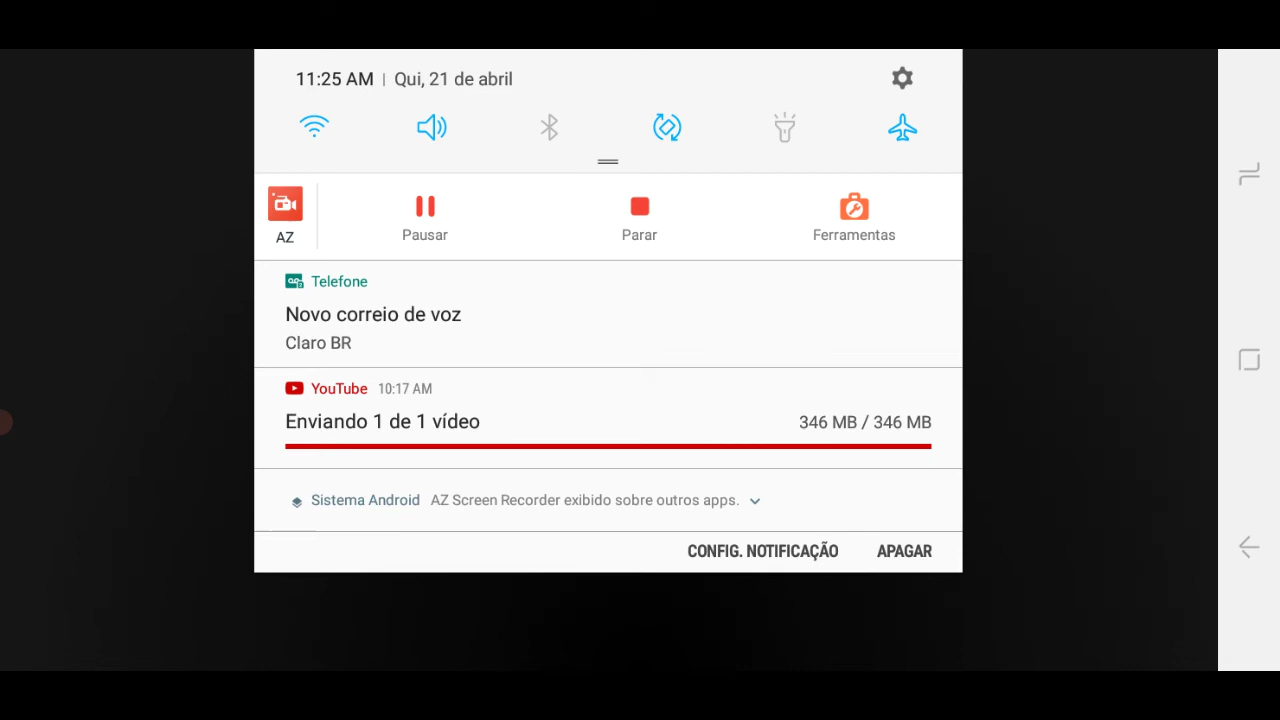 11:25 AM | Qui, 21 de abril
AZ
Pausar
Parar
Ferramentas
Telefone
Novo correio de voz
Claro BR
YouTube 10:17 AM
Enviando 1 de 1 vídeo 346 MB / 346 MB
Sistema Android AZ Screen Recorder exibido sobre outros apps.
CONFIG. NOTIFICAÇÃO APAGAR